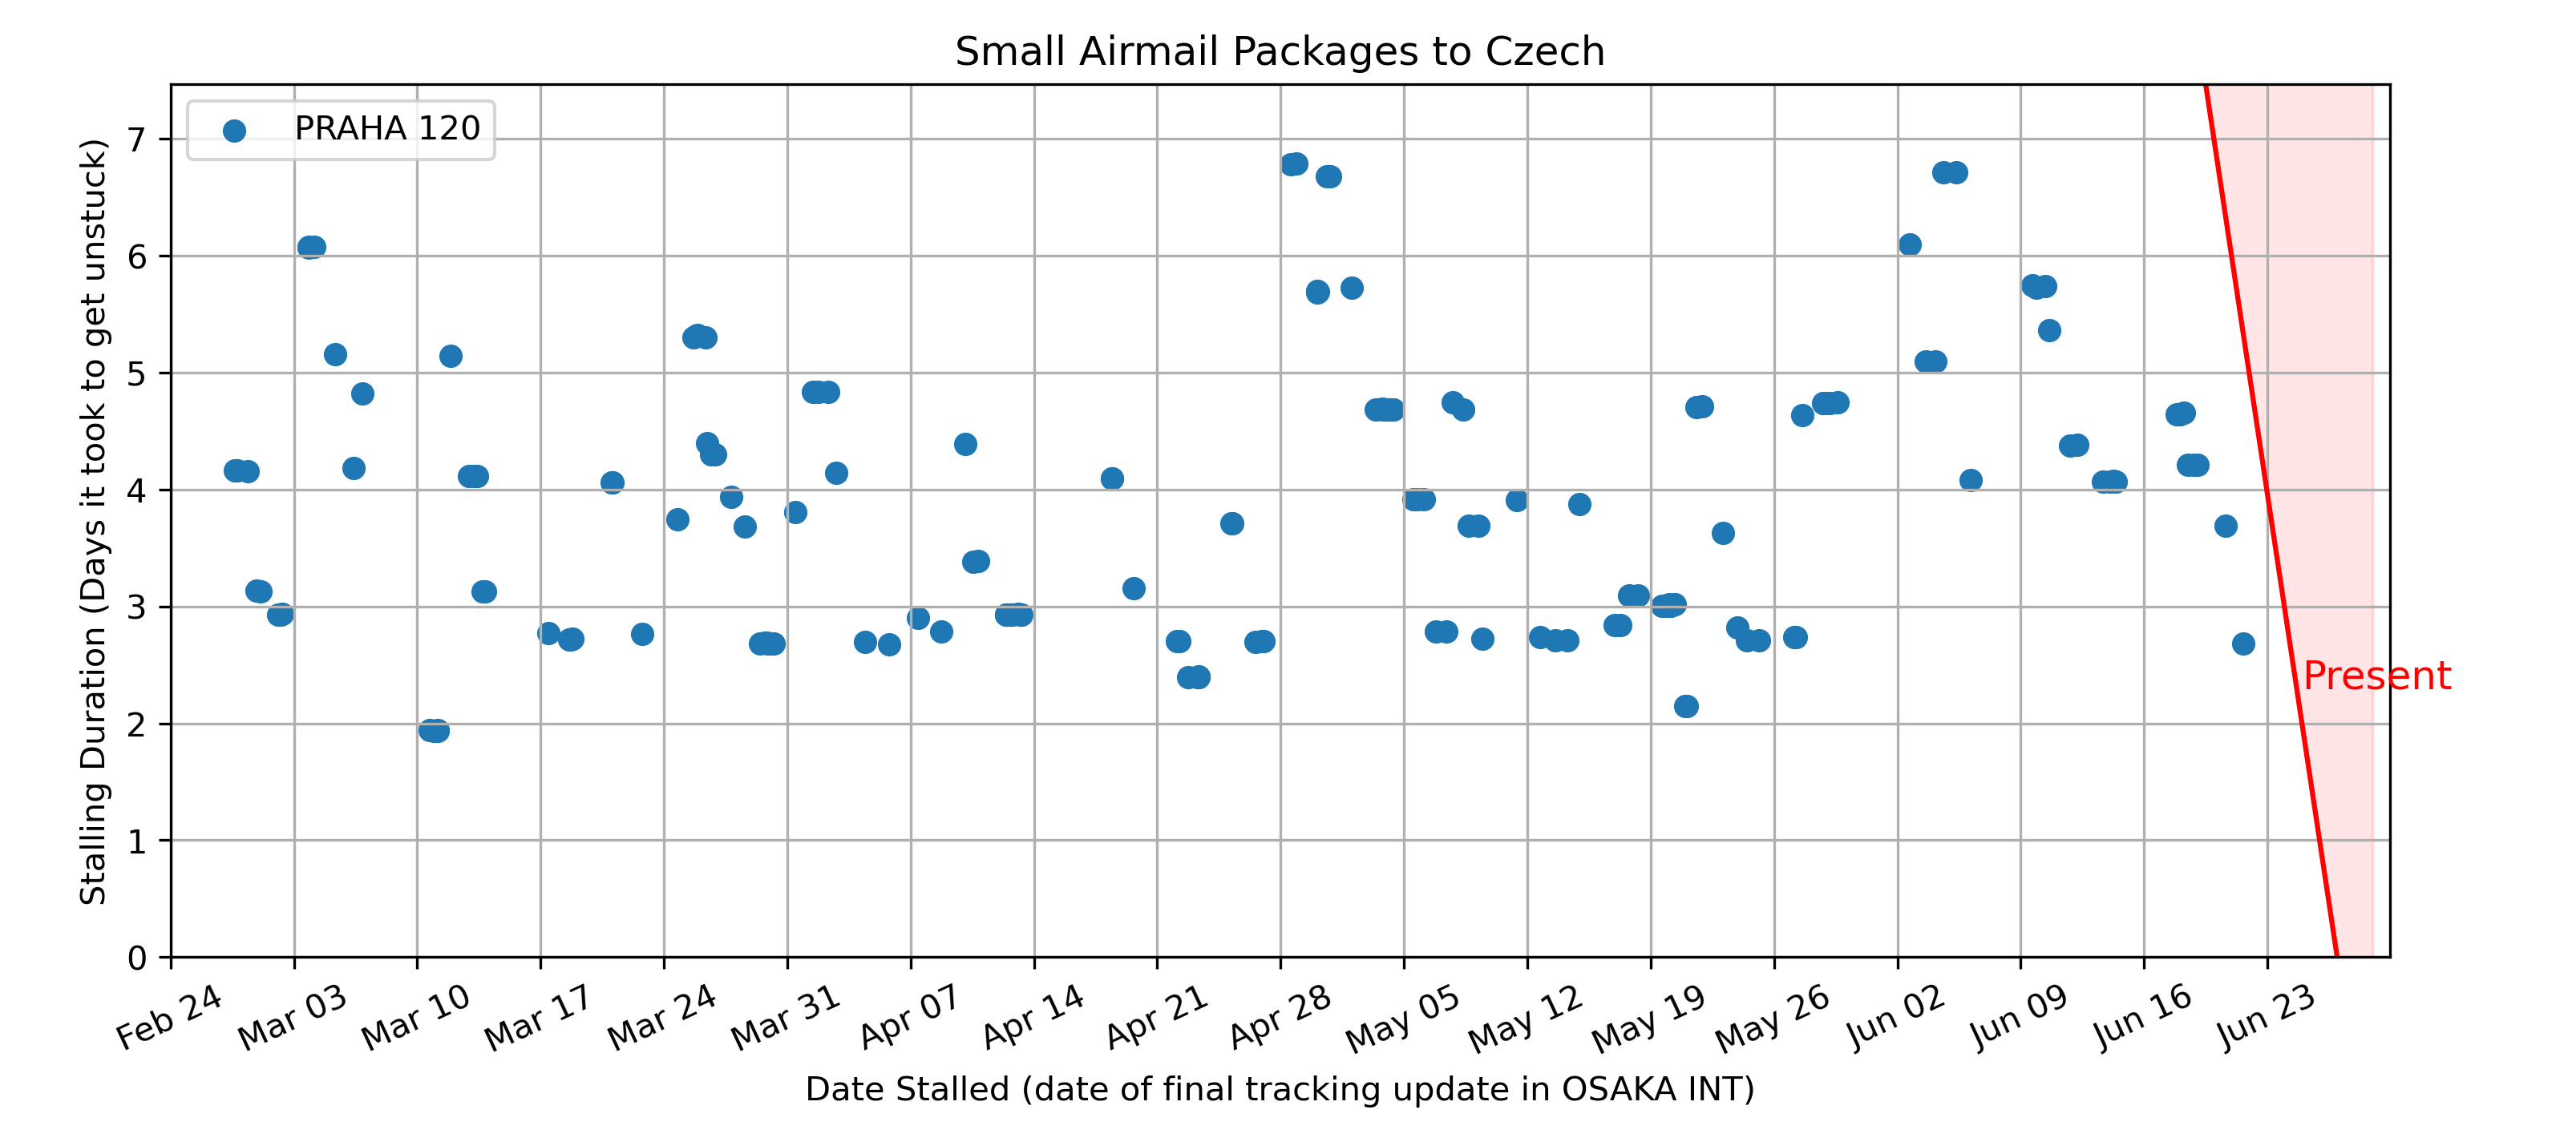 Small Airmail Packages to Czech
PRAHA 120
Stalling Duration (Days it took to get unstuck)
7
6
5
4
3
2
1
0
Present
Feb 24
Mar 03
Mar 10
Mar 17
Mar 24
Mar 31
Apr 07
Apr 14
Apr 21
Apr 28
May 05
May 12
May 19
May 26
Jun 02
Jun 09
Jun 16
Jun 23
Date Stalled (date of final tracking update in OSAKA INT)